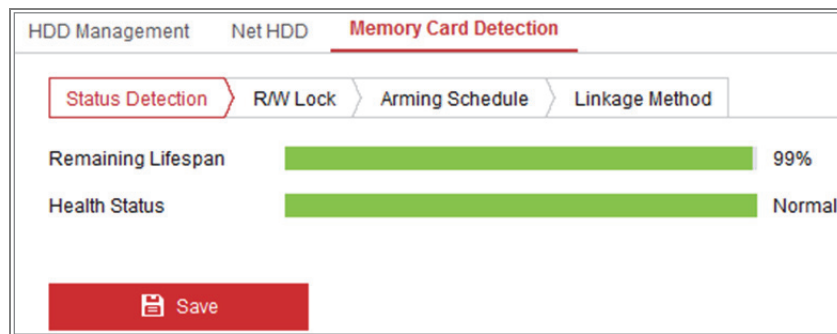 HDD Management Net HDD Memory Card Detection
Status Detection R/W Lock Arming Schedule Linkage Method
Remaining Lifespan 99%
Health Status Normal
Save